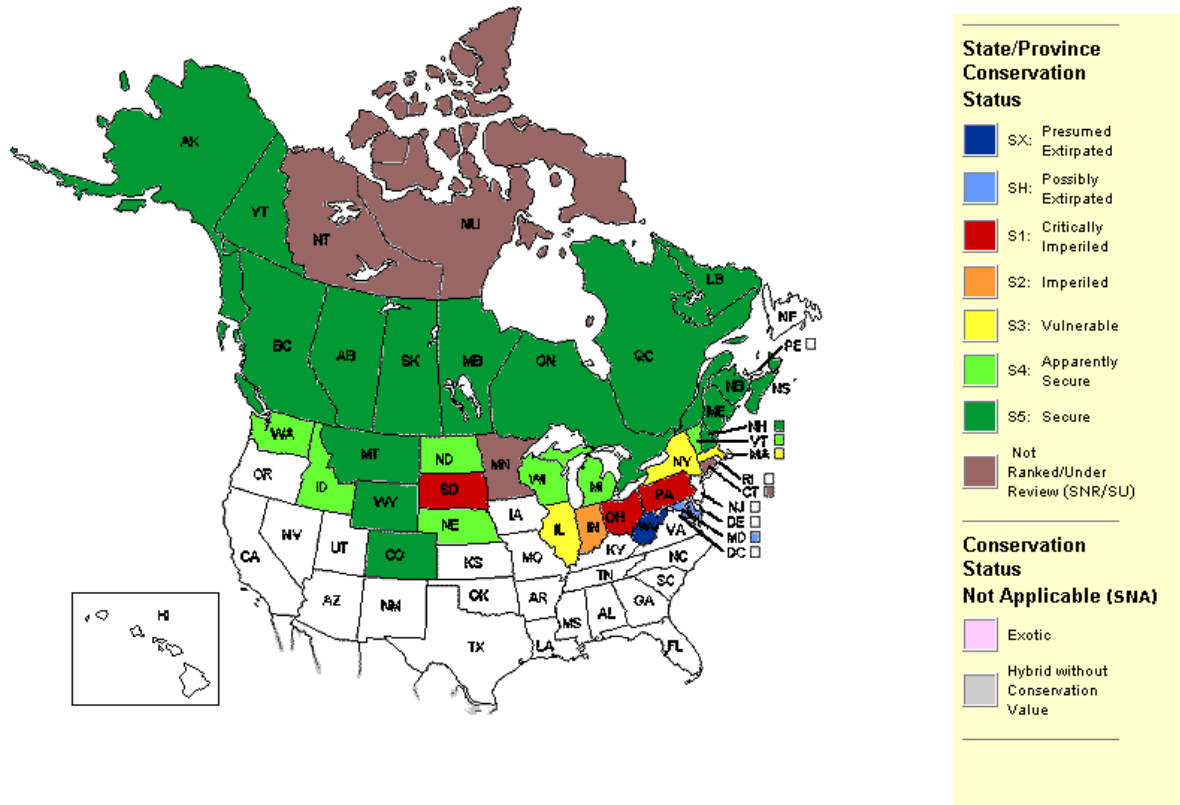 AK
YT
NT
NU
LB
NF
BC
AB
SK
MB
ON
QC
PE
NB
NS
ME
NH
VT
MA
WA
MT
ND
MN
NY
OR
ID
WI
MI
RI
SD
PA
CT
WY
NJ
IA
OH
DE
NE
IL
IN
WV
VA
MD
NV
UT
CO
DC
CA
KS
MO
KY
NC
TN
AZ
NM
OK
AR
SC
MS
AL
GA
HI
TX
LA
FL
State/Province
Conservation
Status
SX: Presumed
Extirpated
SH: Possibly
Extirpated
S1: Critically
Imperiled
S2: Imperiled
S3: Vulnerable
S4: Apparently
Secure
S5: Secure
Not
Ranked/Under
Review (SNR/SU)
Conservation
Status
Not Applicable (SNA)
Exotic
Hybrid without
Conservation
Value